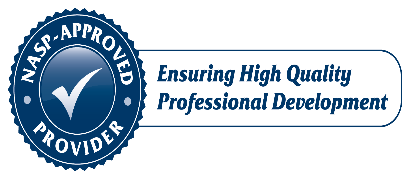 NASP-APPROVED
PROVIDER
Ensuring High Quality
Professional Development